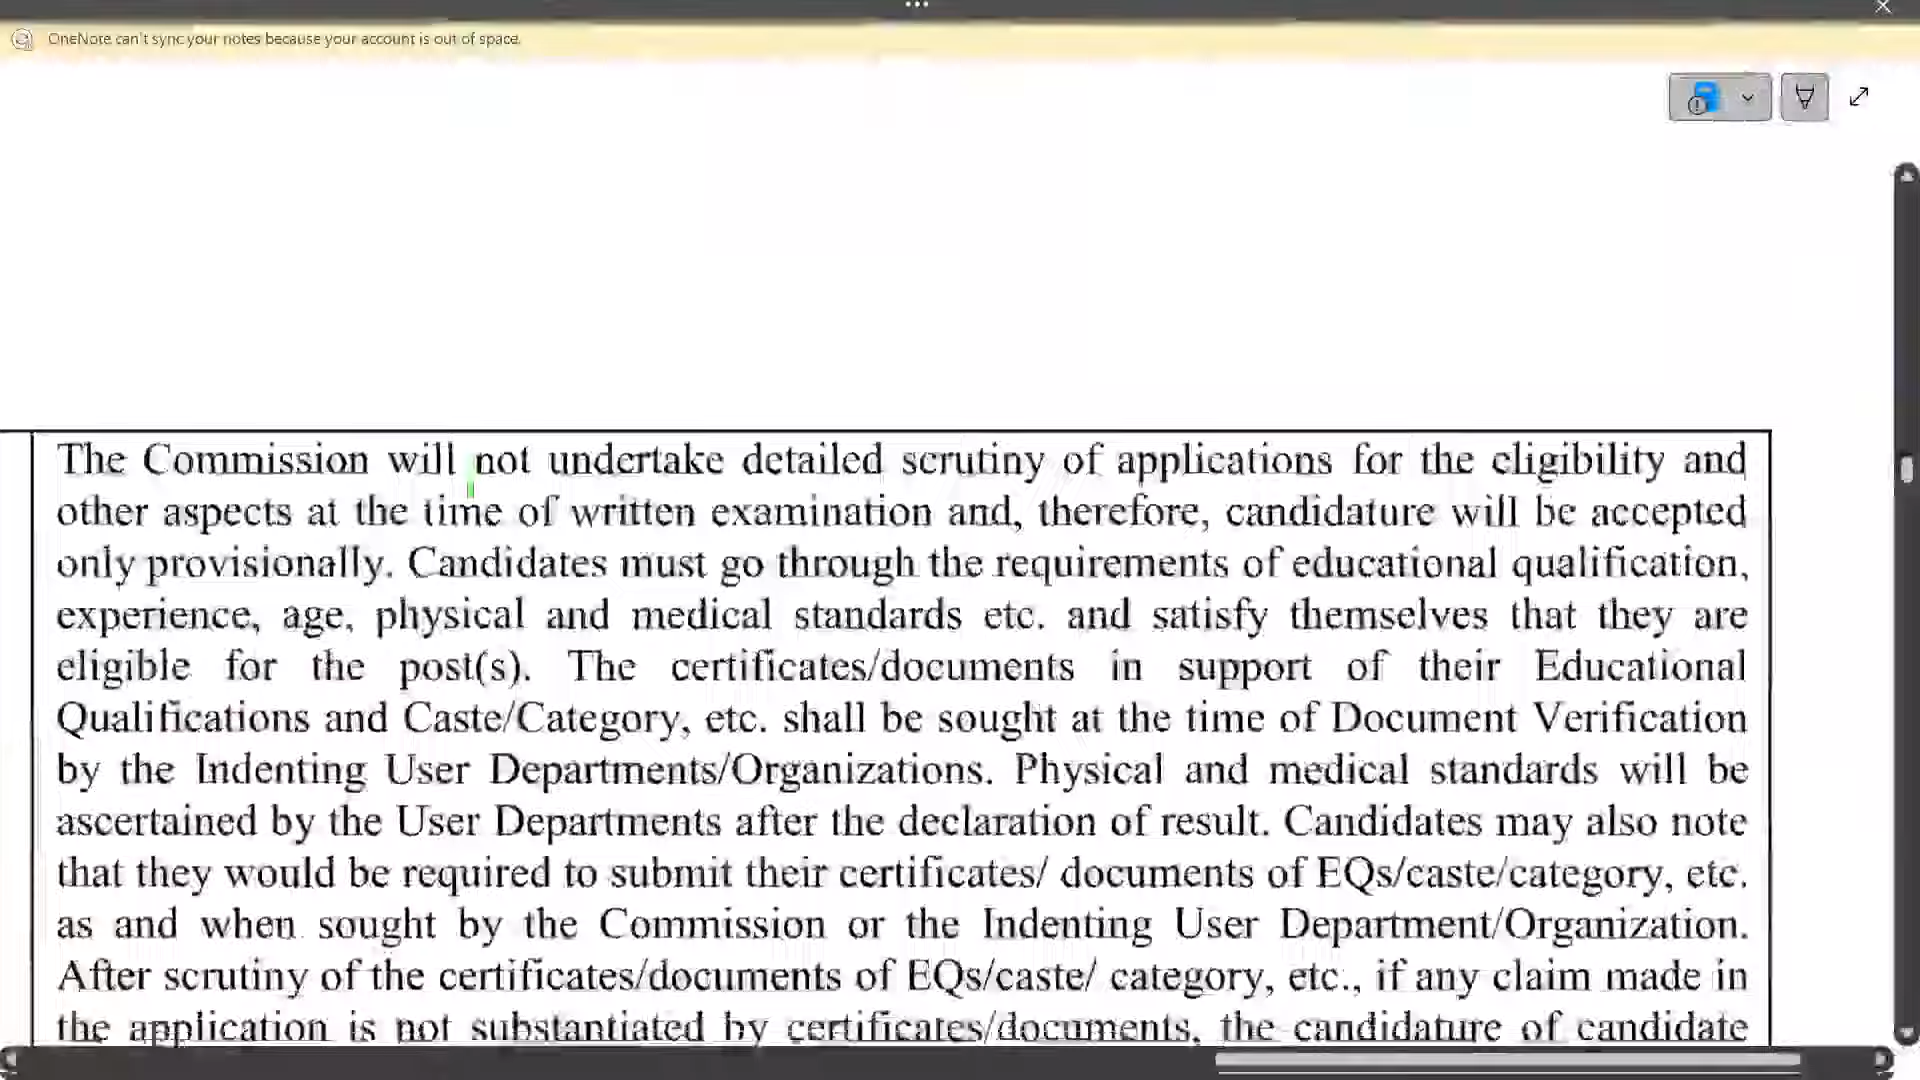 OneNote can't sync your notes because your account is out of space.
The Commission will not undertake detailed scrutiny of applications for the eligibility and
other aspects at the time of written examination and, therefore, candidature will be accepted
only provisionally. Candidates must go through the requirements of educational qualification,
experience, age, physical and medical standards etc. and satisfy themselves that they are
eligible for the post(s). The certificates/documents in support of their Educational
Qualifications and Caste/Category, etc. shall be sought at the time of Document Verification
by the Indenting User Departments/Organizations. Physical and medical standards will be
ascertained by the User Departments after the declaration of result. Candidates may also note
that they would be required to submit their certificates/ documents of EQs/caste/category, etc.
as and when sought by the Commission or the Indenting User Department/Organization.
After scrutiny of the certificates/documents of EQs/caste/ category, etc., if any claim made in
the application is not substantiated by certificates/documents, the candidature of candidate